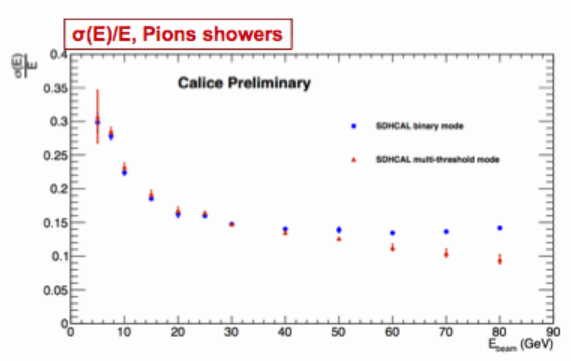 σ(E)/E, Pions showers
σ(E)
E
Calice Preliminary
SDHCAL binary mode
SDHCAL multi-threshold mode
0.4
0.35
0.3
0.25
0.2
0.15
0.1
0.05
0
0 10 20 30 40 50 60 70 80 90
E_beam (GeV)